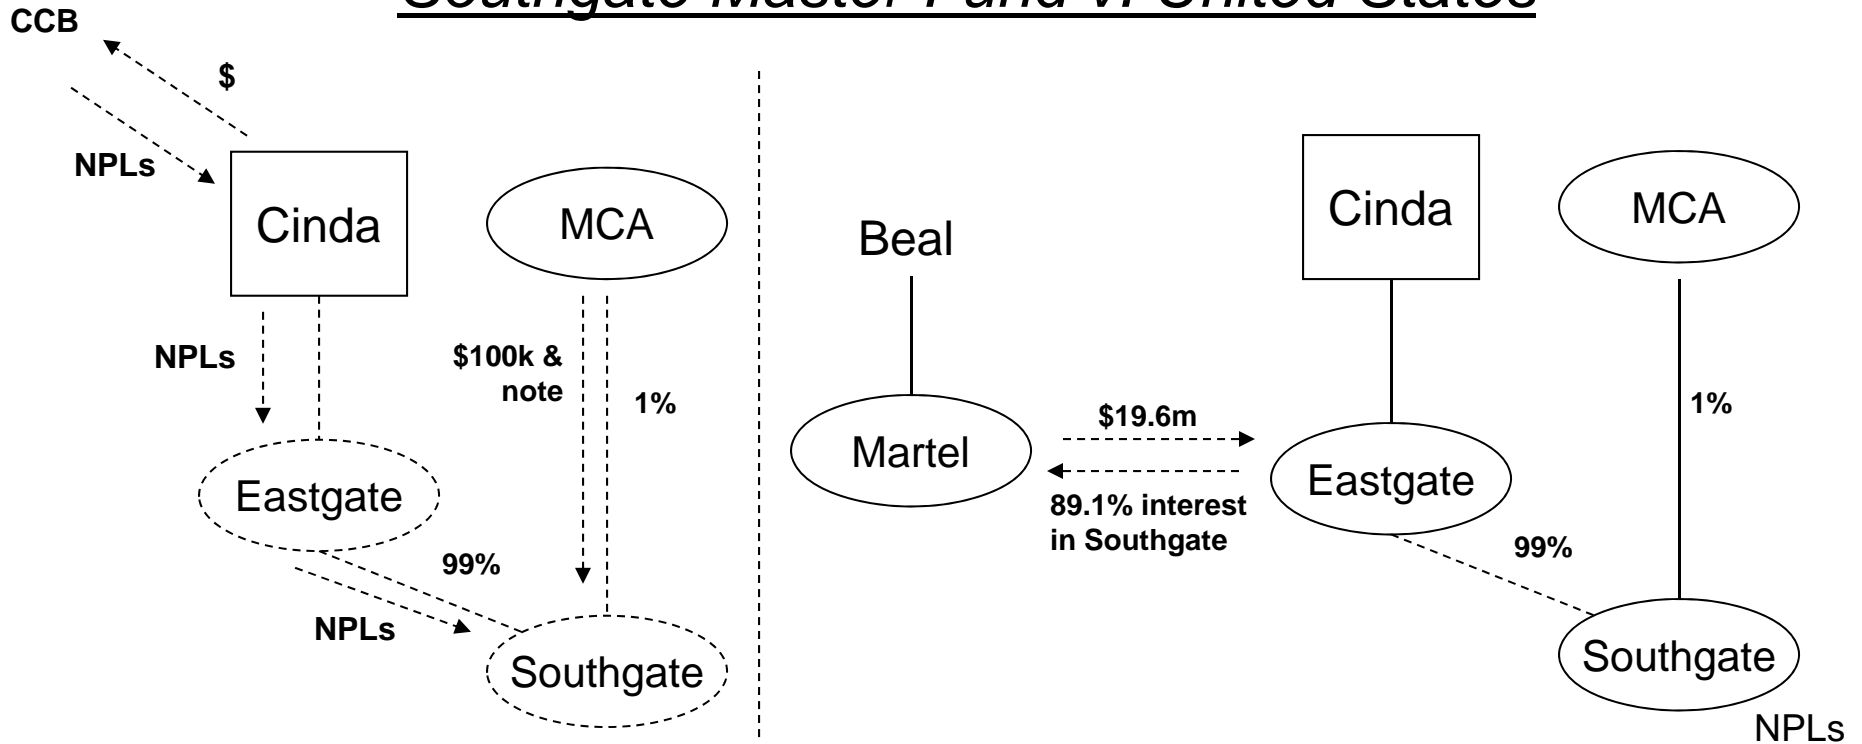 Southgate Master Fund v. United States
CCB
$
NPLs
Cinda
MCA
NPLs
$100k &
note
1%
Eastgate
99%
NPLs
Southgate
Beal
Cinda
MCA
Martel
$19.6m
89.1% interest
in Southgate
Eastgate
1%
99%
Southgate
NPLs